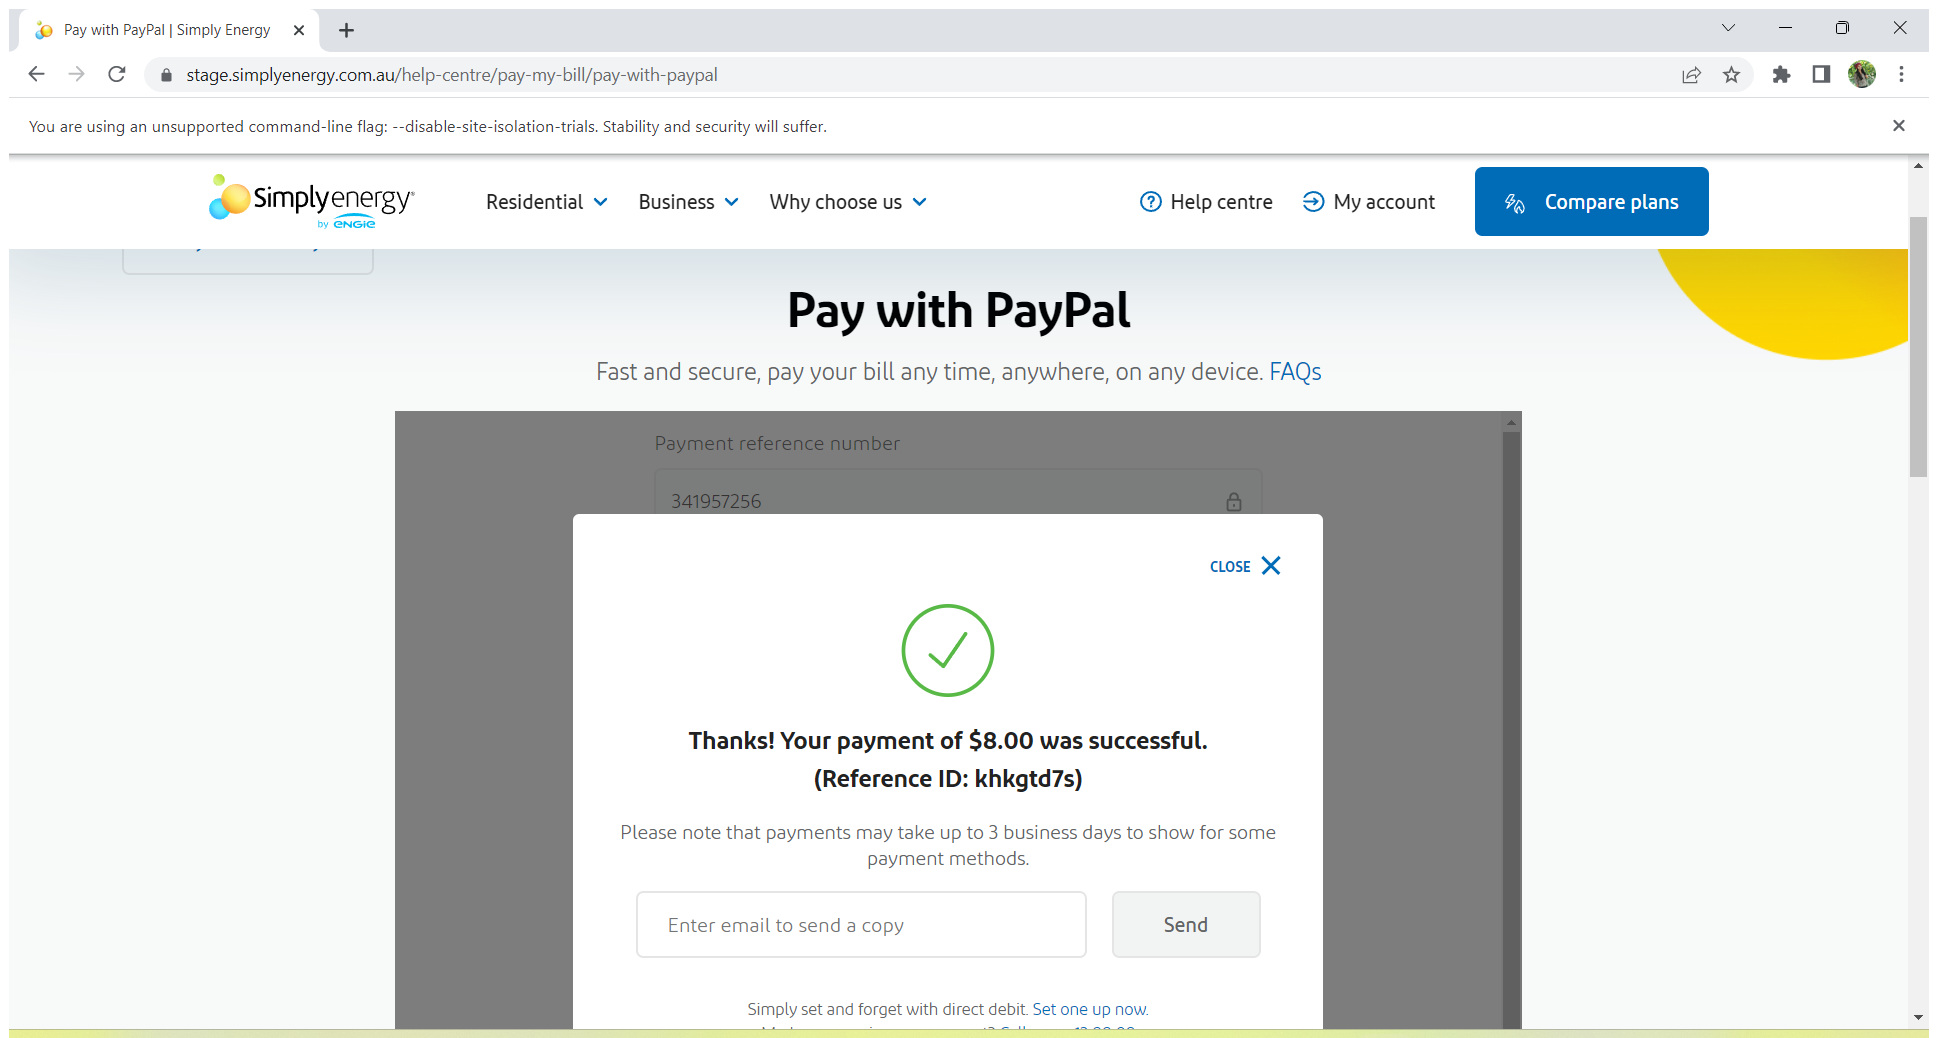 Pay with PayPal | Simply Energy
stage.simplyenergy.com.au/help-centre/pay-my-bill/pay-with-paypal
You are using an unsupported command-line flag: --disable-site-isolation-trials. Stability and security will suffer.
Simplyenergy
by ENGIE
Residential Business Why choose us Help centre My account Compare plans
Pay with PayPal
Fast and secure, pay your bill any time, anywhere, on any device. FAQs
Payment reference number
341957256
CLOSE
Thanks! Your payment of $8.00 was successful.
(Reference ID: khkgtd7s)
Please note that payments may take up to 3 business days to show for some
payment methods.
Enter email to send a copy Send
Simply set and forget with direct debit. Set one up now.